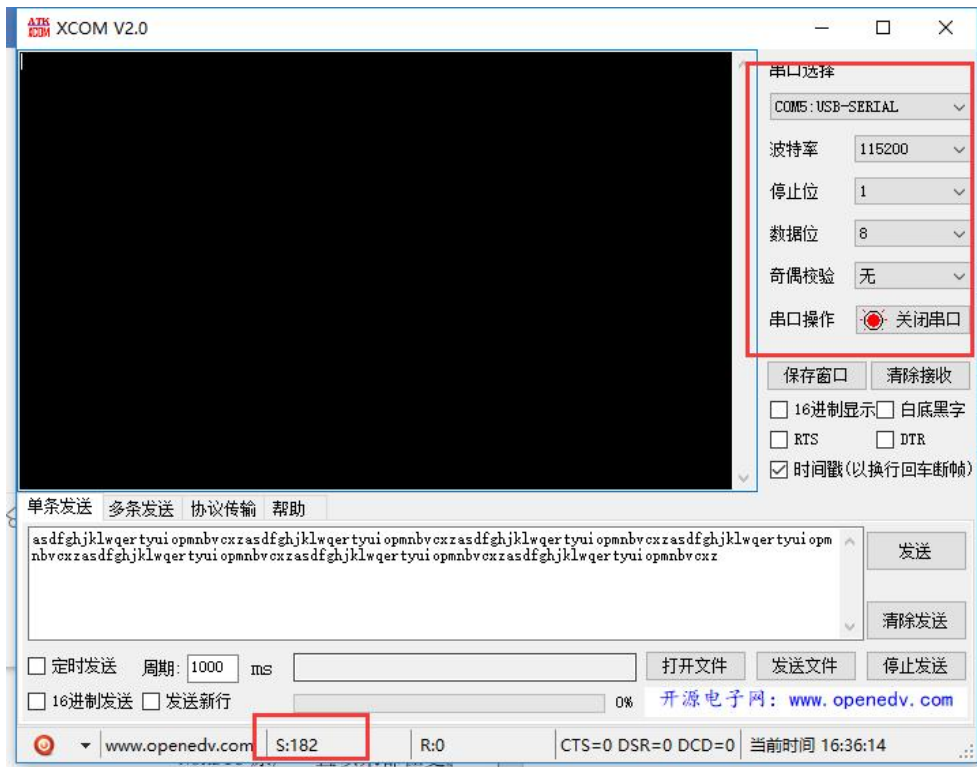 ATK XCOM XCOM V2.0
串口选择
COM5:USB-SERIAL
波特率 115200
停止位 1
数据位 8
奇偶校验 无
串口操作 关闭串口
保存窗口 清除接收
16进制显示 白底黑字
RTS DTR
时间戳(以换行回车断帧)
单条发送 多条发送 协议传输 帮助
asdfghjklwqertyuiopmnbvcxzasdfghjklwqertyuiopmnbvcxzasdfghjklwqertyuiopmnbvcxzasdfghjklwqertyuiopm
nbvcxzasdfghjklwqertyuiopmnbvcxzasdfghjklwqertyuiopmnbvcxzasdfghjklwqertyuiopmnbvcxz
发送
清除发送
定时发送 周期: 1000 ms 打开文件 发送文件 停止发送
16进制发送 发送新行 0% 开源电子网: www.openedv.com
www.openedv.com S:182 R:0 CTS=0 DSR=0 DCD=0 当前时间 16:36:14